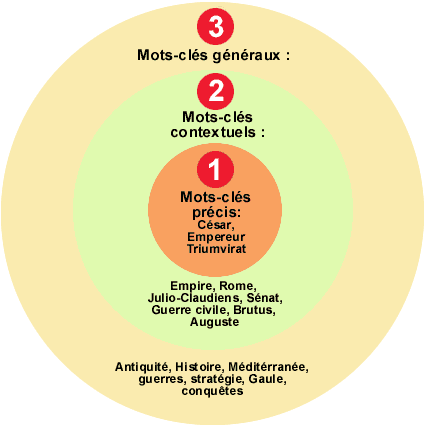 3
Mots-clés généraux :
2
Mots-clés
contextuels :
1
Mots-clés
précis:
César,
Empereur
Triumvirat
Empire, Rome,
Julio-Claudiens, Sénat,
Guerre civile, Brutus,
Auguste
Antiquité, Histoire, Méditérranée,
guerres, stratégie, Gaule,
conquêtes